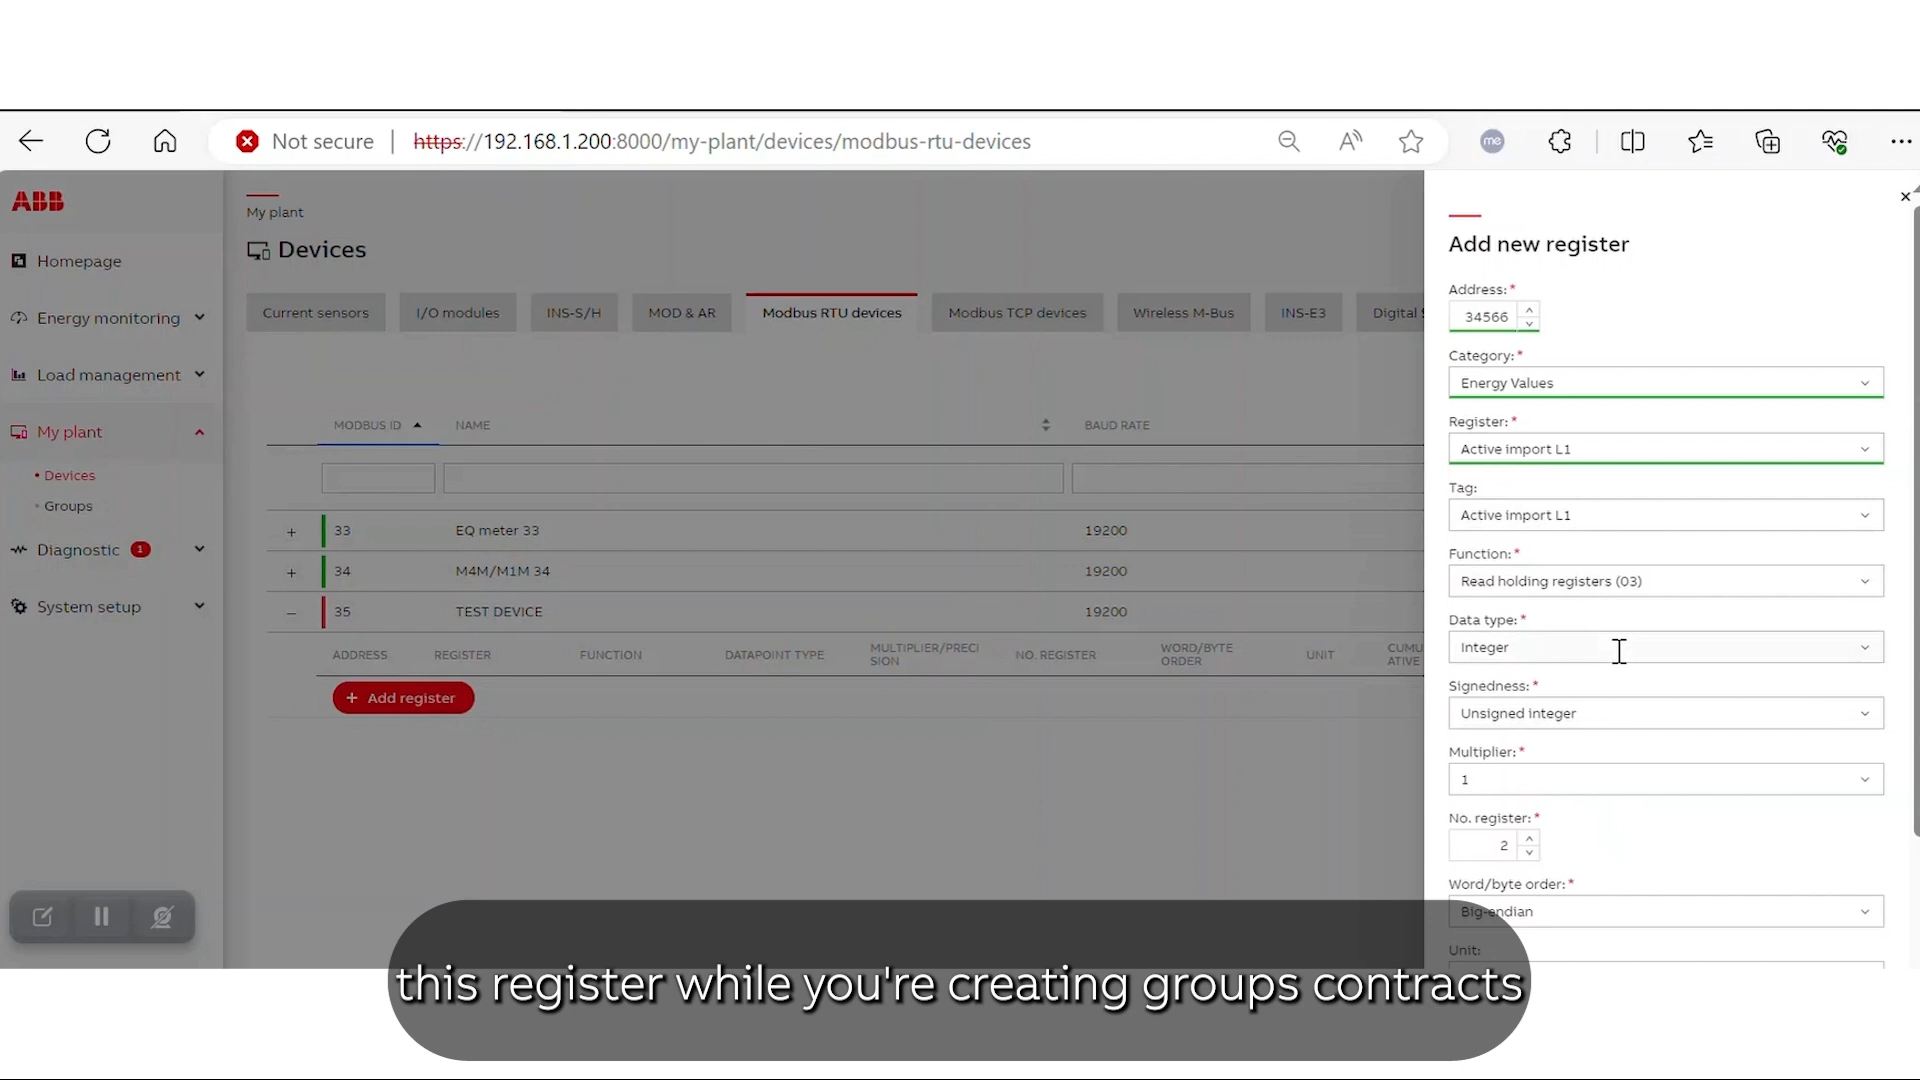 Not secure
https://192.168.1.200:8000/my-plant/devices/modbus-rtu-devices
me
ABB
Homepage
Energy monitoring
Load management
My plant
Devices
Groups
Diagnostic 1
System setup
My plant
Devices
Current sensors
I/O modules
INS-S/H
MOD & AR
Modbus RTU devices
Modbus TCP devices
Wireless M-Bus
INS-E3
Digital
MODBUS ID NAME BAUD RATE
33 EQ meter 33 19200
34 M4M/M1M 34 19200
35 TEST DEVICE 19200
ADDRESS REGISTER FUNCTION DATAPOINT TYPE MULTIPLIER/PRECI
SION NO. REGISTER WORD/BYTE
ORDER UNIT CUMU
ATIVE
+ Add register
Add new register
Address:*
34566
Category:*
Energy Values
Register:*
Active import L1
Tag:
Active import L1
Function:*
Read holding registers (03)
Data type:*
Integer
Signedness:*
Unsigned integer
Multiplier:*
1
No. register:*
2
Word/byte order:*
Big-endian
Unit:
this register while you're creating groups contracts